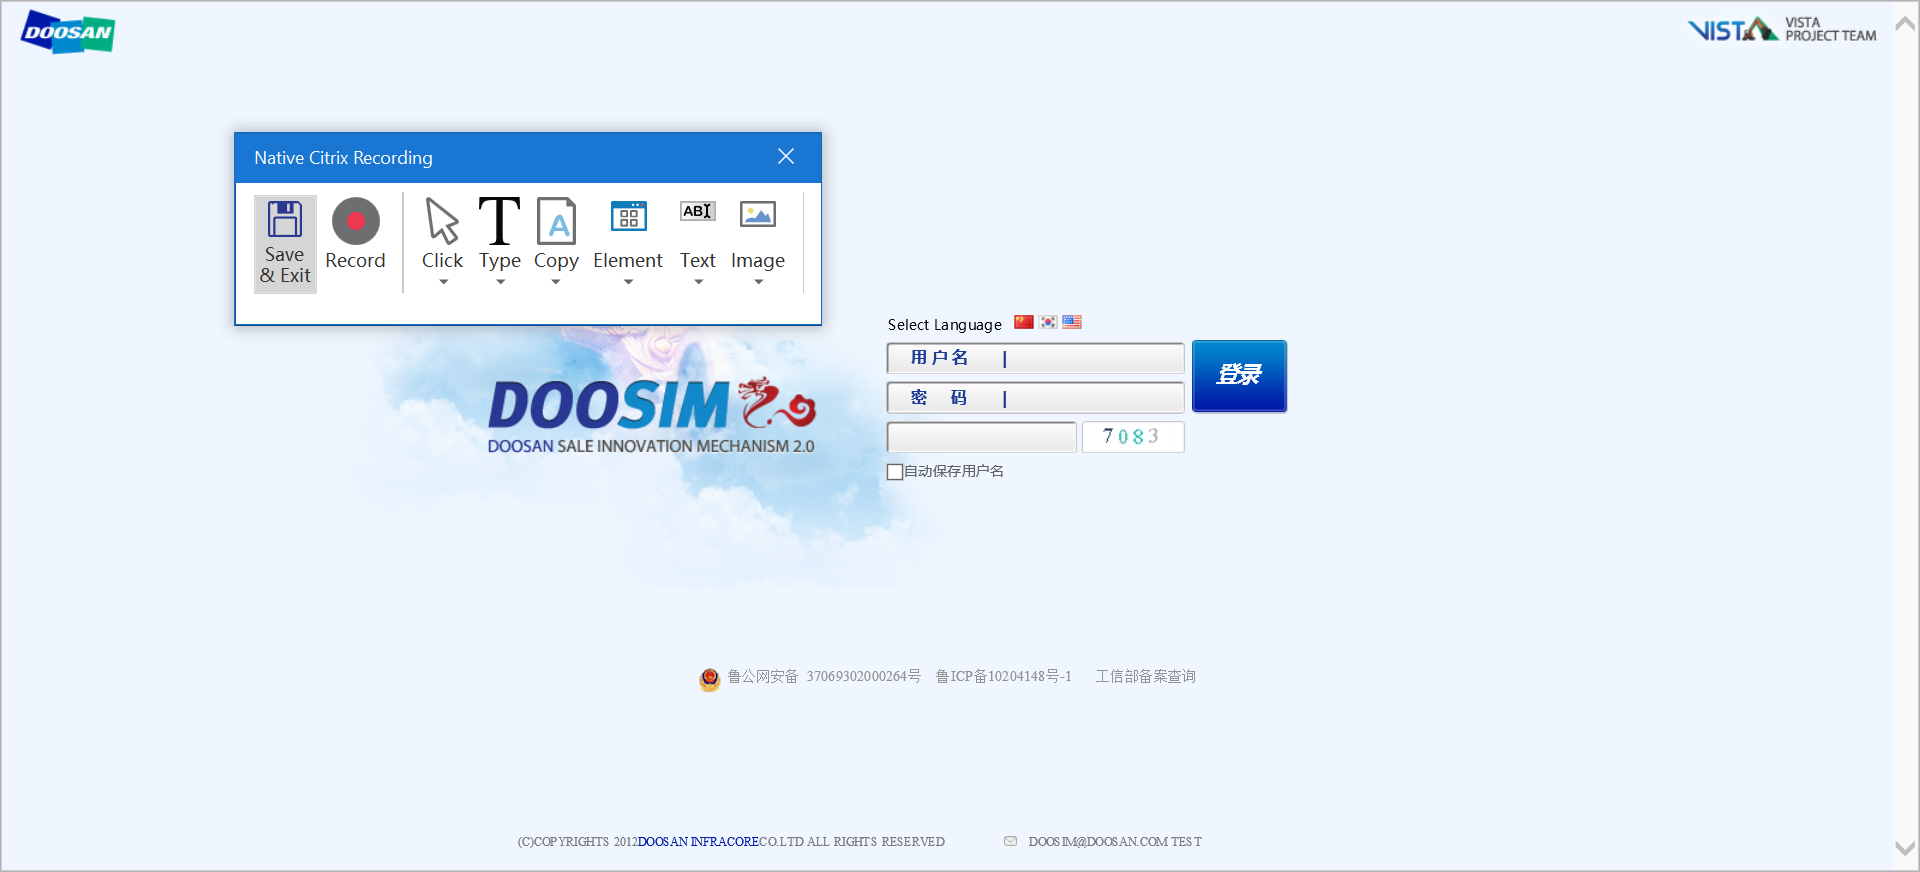 DOOSAN
VISTA
VISTA
PROJECT TEAM
Native Citrix Recording
Save
& Exit
Record
Click
Type
A
Copy
Element
AB
Text
Image
Select Language
用户名 |
登录
密 码 |
DOOSIM 2.0
DOOSAN SALE INNOVATION MECHANISM 2.0
7083
自动保存用户名
鲁公网安备 37069302000264号 鲁ICP备10204148号-1 工信部备案查询
(C)COPYRIGHTS 2012DOOSAN INFRACORECO.LTD ALL RIGHTS RESERVED DOOSIM@DOOSAN.COM TEST